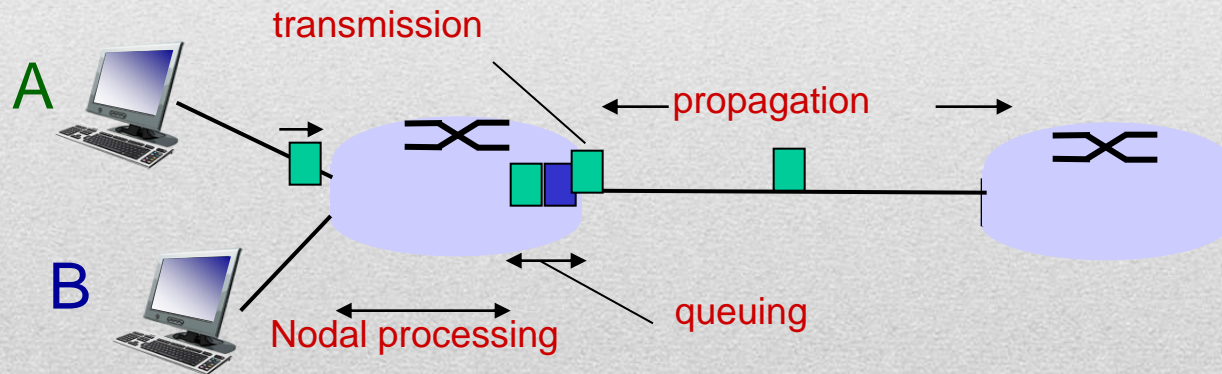 transmission
A
propagation
B
Nodal processing
queuing